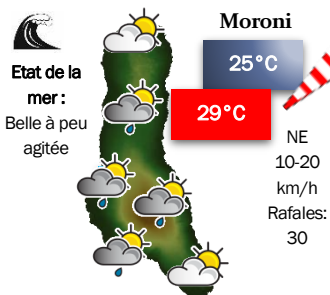 Moroni
25°C
29°C
Etat de la
mer :
Belle à peu
agitée
NE
10-20
km/h
Rafales:
30